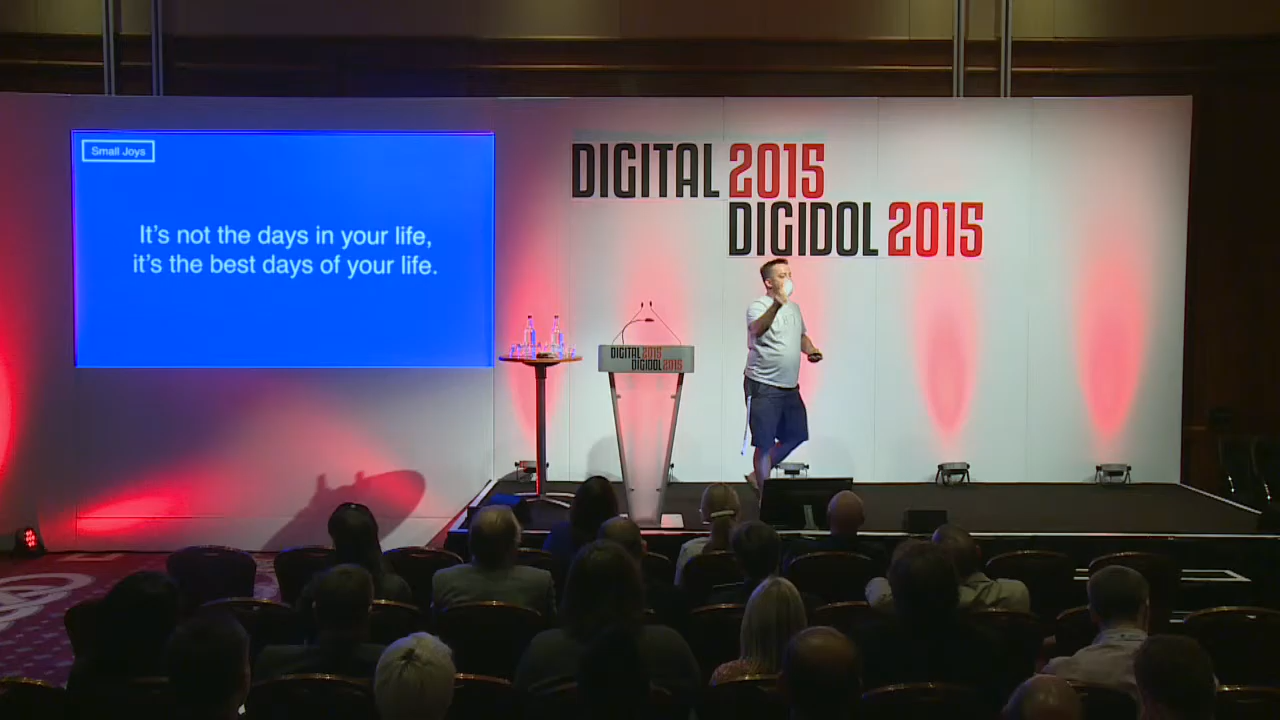 Small Joys
It's not the days in your life,
it's the best days of your life.
DIGITAL 2015
DIGIDOL 2015
DIGITAL 2015
DIGIDOL 2015